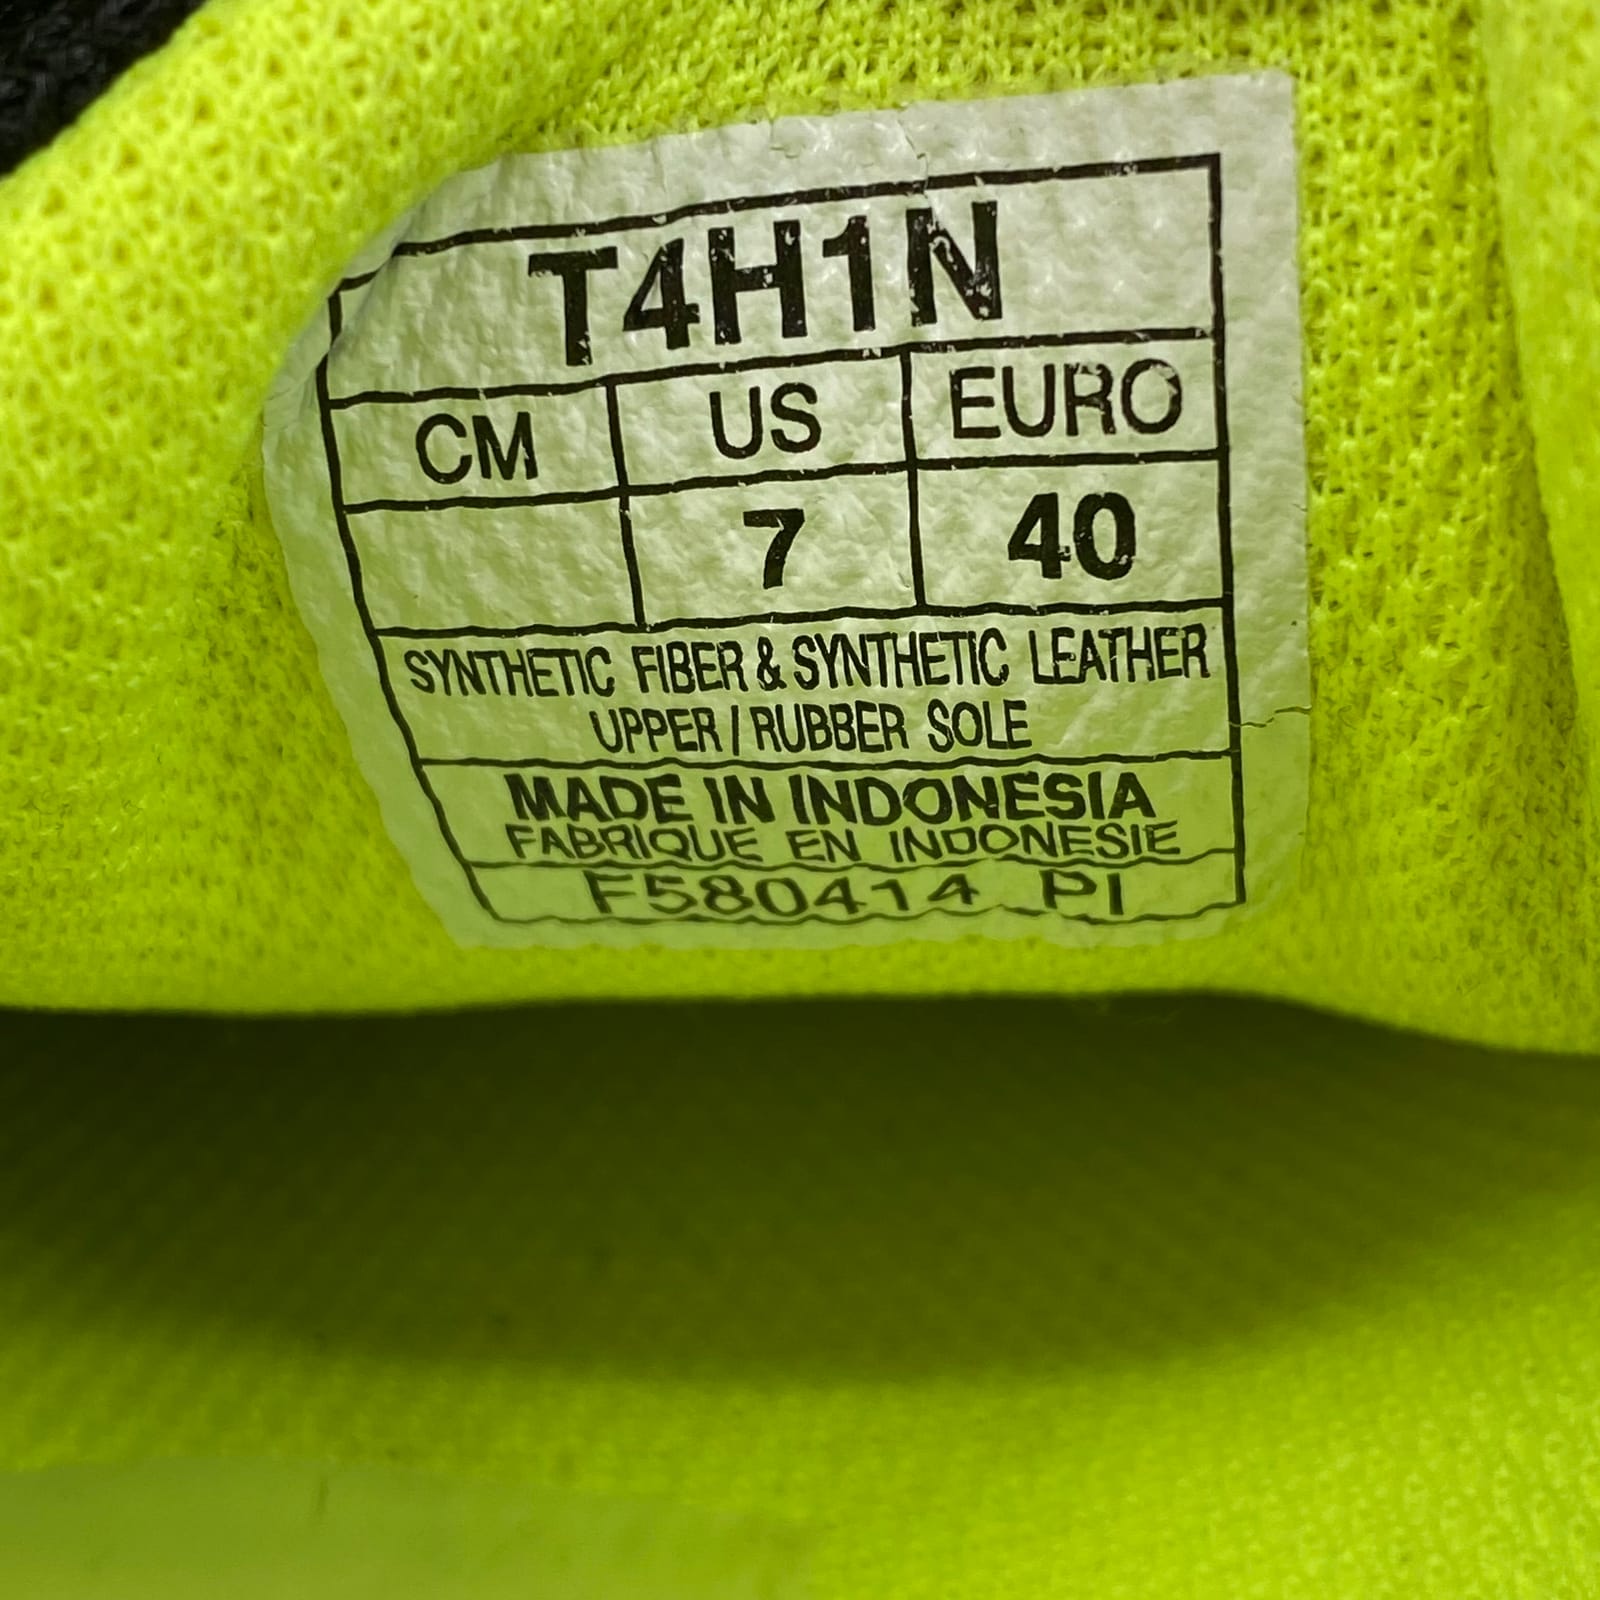 T4H1N
CM US EURO
7 40
SYNTHETIC FIBER & SYNTHETIC LEATHER
UPPER / RUBBER SOLE
MADE IN INDONESIA
FABRIQUE EN INDONESIE
F580414 PI